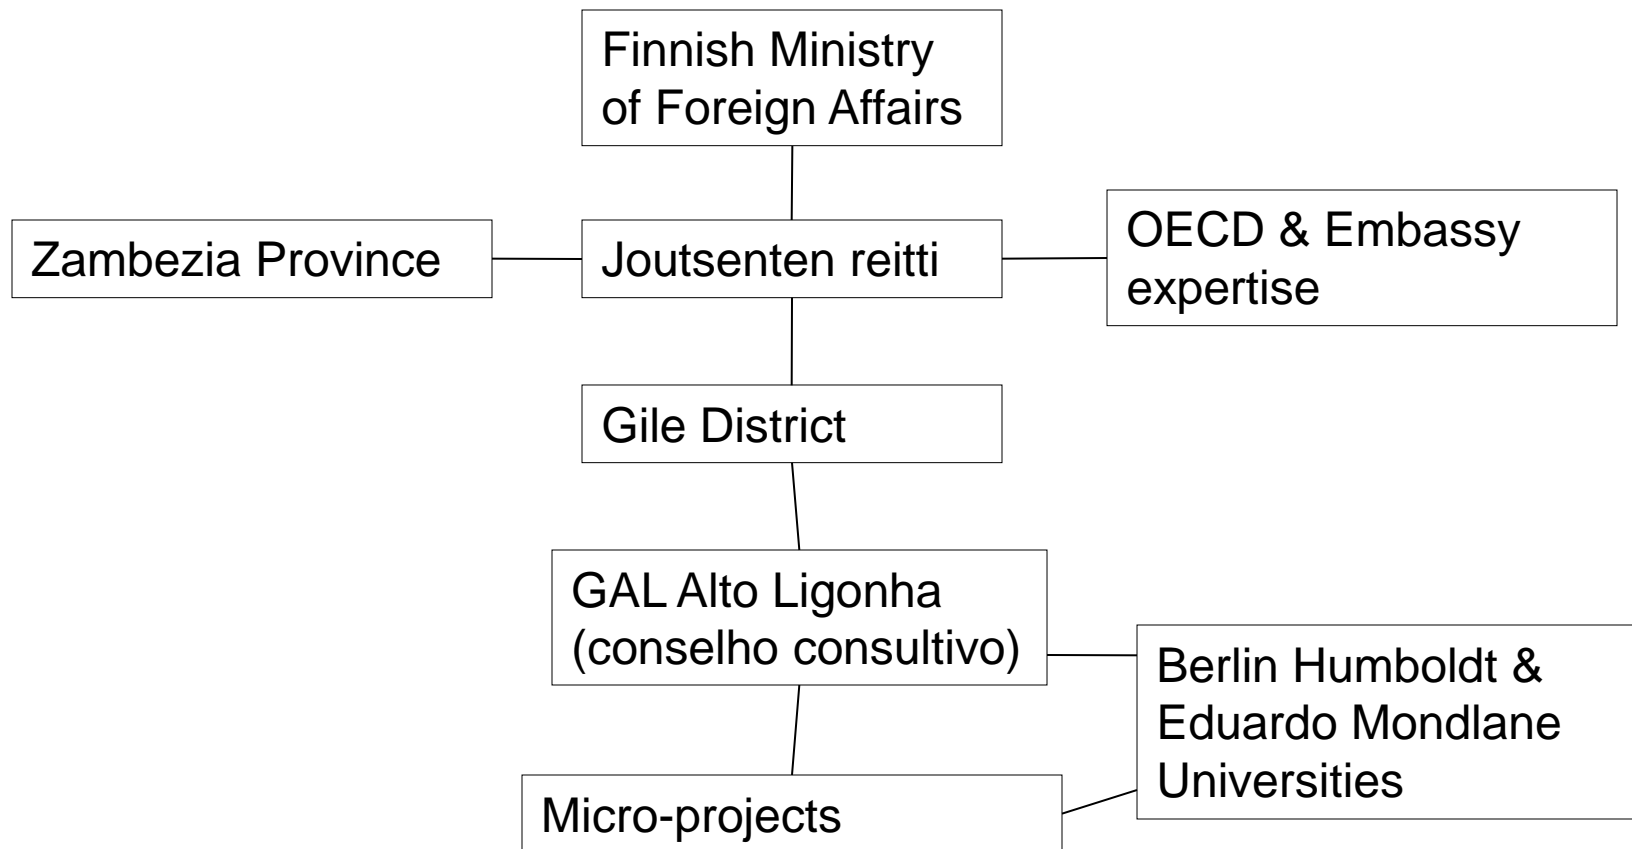 Finnish Ministry
of Foreign Affairs
Zambezia Province
Joutsenten reitti
OECD & Embassy
expertise
Gile District
GAL Alto Ligonha
(conselho consultivo)
Berlin Humboldt &
Eduardo Mondlane
Universities
Micro-projects